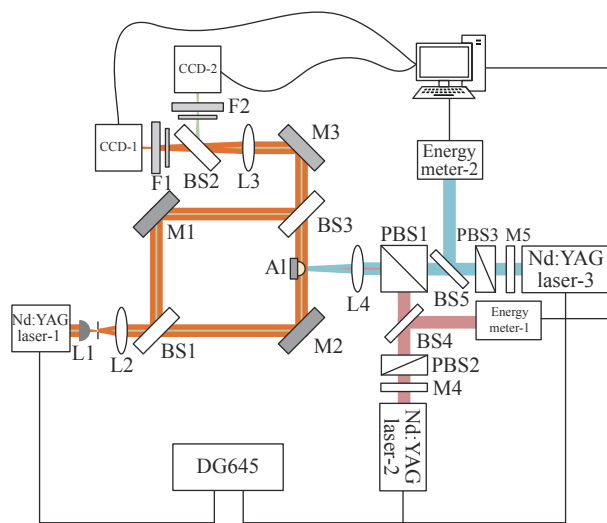 CCD-2
F2
CCD-1
F1
BS2
L3
M3
Energy
meter-2
M1
BS3
PBS1
PBS3
M5
Al
L4
BS5
Nd:YAG
laser-3
Nd:YAG
laser-1
L1
L2
BS1
M2
BS4
Energy
meter-1
PBS2
M4
Nd:YAG
laser-2
DG645